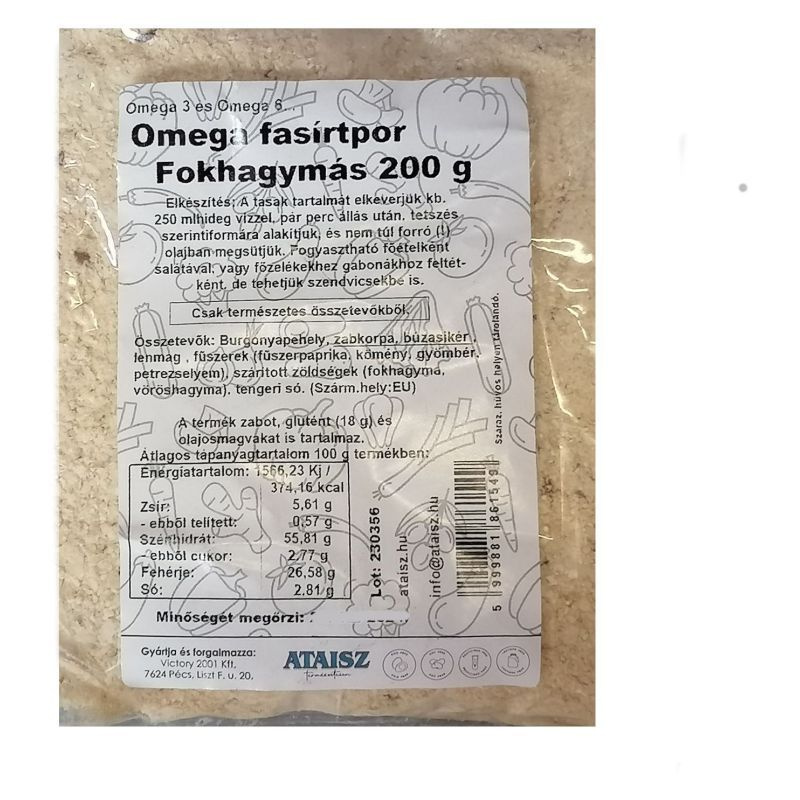 Omega 3 és Omega 6...
Omega fasírtpor
Fokhagymás 200 g
Elkészítés: A tasak tartalmát elkeverjük kb.
250 mlhideg vízzel, pár perc állás után, tetszés
szerintiformára alakítjuk, és nem túl forró (!)
olajban megsütjük. Fogyasztható főételként
salátával, vagy főzelékekhez gabonákhoz feltét-
ként, de tehetjük szendvicsekbe is.
Csak természetes összetevőkből.
Összetevők: Burgonyapehely, zabkorpa, búzasikér,
lenmag , fűszerek (fűszerpaprika, kömény, gyömbér,
petrezselyem), szárított zöldségek (fokhagyma,
vöröshagyma), tengeri só. (Szárm.hely:EU)
A termék zabot, glutént (18 g) és
olajosmagvakat is tartalmaz.
Átlagos tápanyagtartalom 100 g termékben:
Energiatartalom: 1566,23 Kj /
374,16 kcal
Zsír: 5,61 g
- ebből telített: 0,57 g
Szénhidrát: 55,81 g
- ebből cukor: 2,77 g
Fehérje: 26,58 g
Só: 2,81 g
Minőségét megőrzi:
Lot: 230356
ataisz.hu
info@ataisz.hu
5 999881 861549
Száraz, hűvös helyen tárolandó.
Gyártja és forgalmazza:
Victory 2001 Kft.
7624 Pécs, Liszt F. u. 20.
ATAISZ